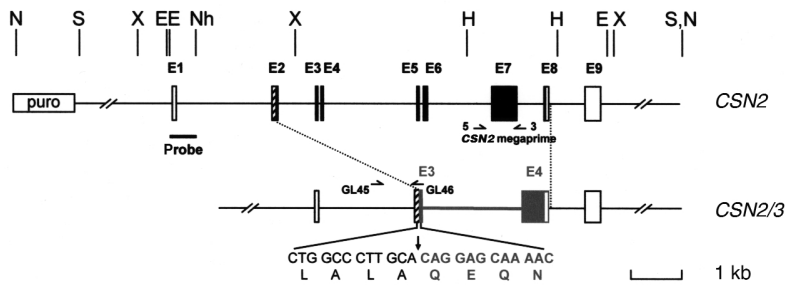 N S X EE Nh X H H E X S,N
E1 E2 E3 E4 E5 E6 E7 E8 E9
puro CSN2
5 3
Probe CSN2 megaprime
E3 E4
GL45 GL46
CSN2/3
CTG GCC CTT GCA CAG GAG CAA AAC
L A L A Q E Q N
1 kb